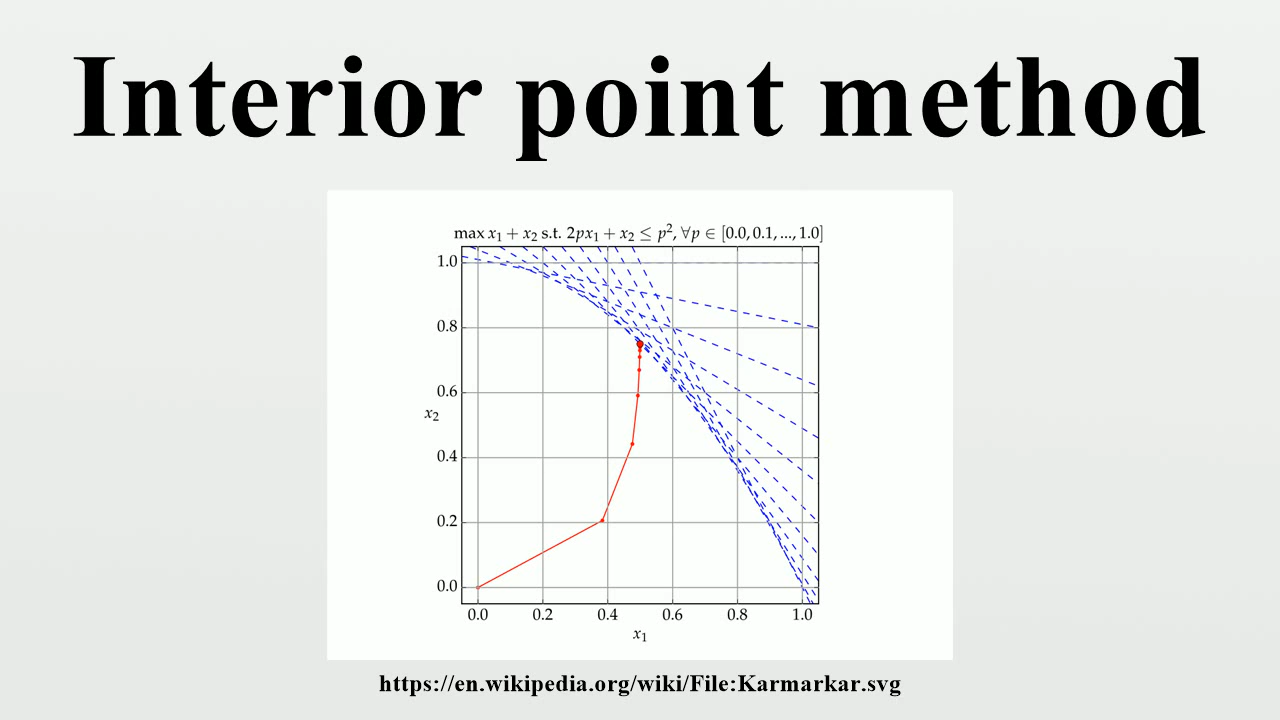 Interior point method
max x₁ + x₂ s.t. 2px₁ + x₂ ≤ p², ∀p ∈ [0.0, 0.1, ..., 1.0]
1.0
0.8
0.6
x₂
0.4
0.2
0.0
0.0 0.2 0.4 0.6 0.8 1.0
x₁
https://en.wikipedia.org/wiki/File:Karmarkar.svg